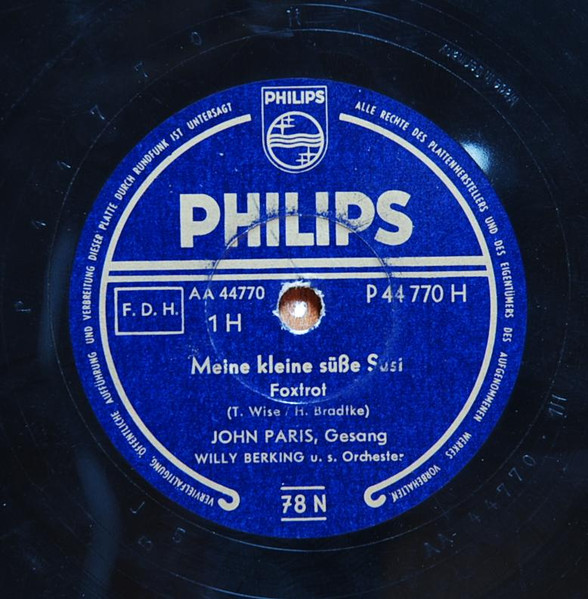 PHILIPS
ALLE RECHTE DES PLATTENHERSTELLERS UND DES EIGENTÜMERS DES AUFGENOMMENEN WERKES VORBEHALTEN
VERVIELFÄLTIGUNG, ÖFFENTLICHE AUFFÜHRUNG UND VERBREITUNG DIESER PLATTE DURCH RUNDFUNK IST UNTERSAGT
PHILIPS
F. D. H.
AA 44770
1 H
P 44 770 H
Meine kleine süße Susi
Foxtrot
(T. Wise / H. Bradtke)
JOHN PARIS, Gesang
WILLY BERKING u. s. Orchester
78 N
AA 44770